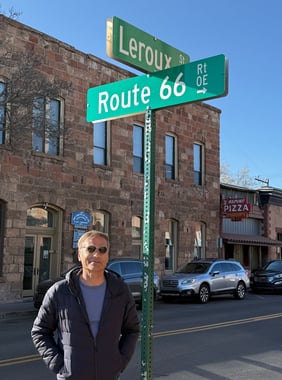 Leroux St
Route 66 Rt
OE →
PIZZA